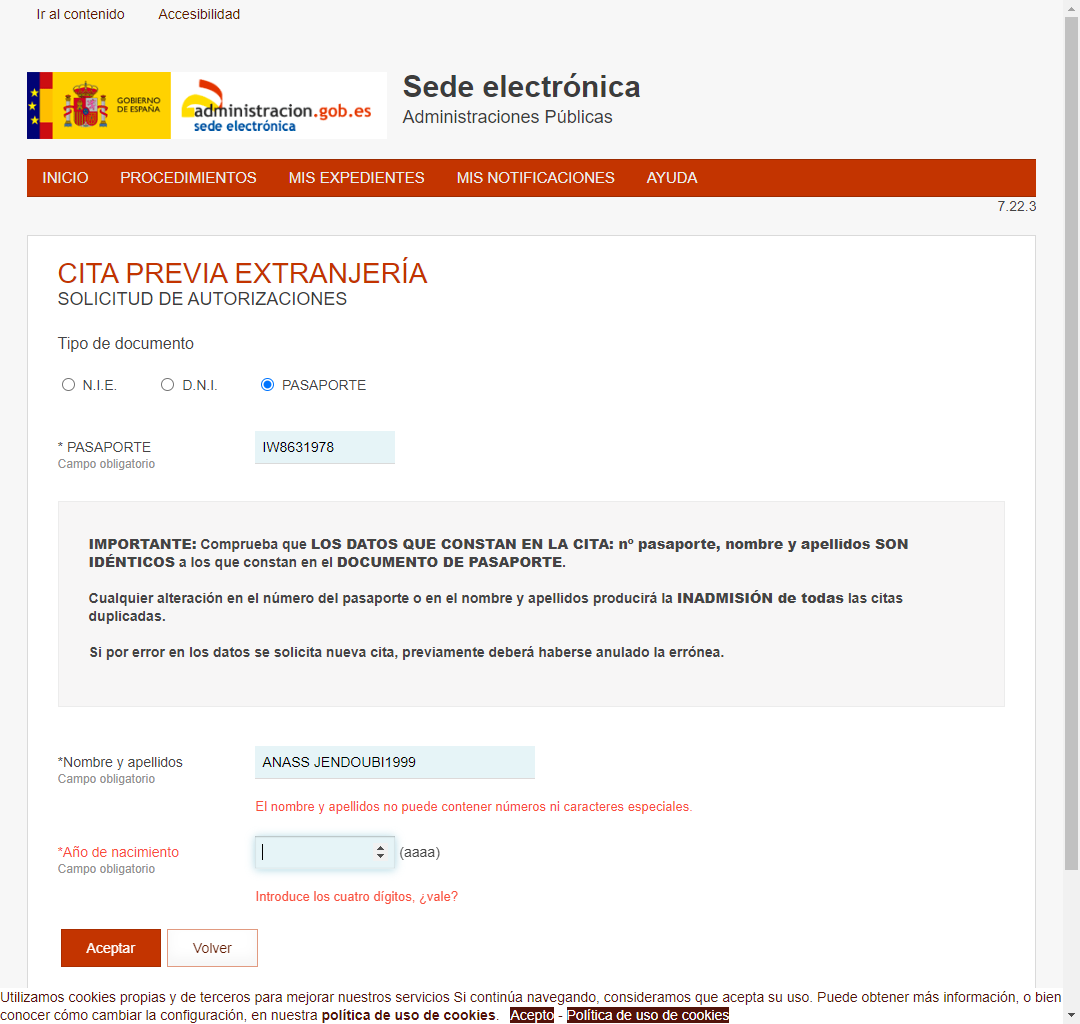 Ir al contenido Accesibilidad
GOBIERNO
DE ESPAÑA
administracion.gob.es
sede electrónica
Sede electrónica
Administraciones Públicas
INICIO PROCEDIMIENTOS MIS EXPEDIENTES MIS NOTIFICACIONES AYUDA
7.22.3
CITA PREVIA EXTRANJERÍA
SOLICITUD DE AUTORIZACIONES
Tipo de documento
N.I.E. D.N.I. PASAPORTE
* PASAPORTE IW8631978
Campo obligatorio
IMPORTANTE: Comprueba que LOS DATOS QUE CONSTAN EN LA CITA: nº pasaporte, nombre y apellidos SON
IDÉNTICOS a los que constan en el DOCUMENTO DE PASAPORTE.
Cualquier alteración en el número del pasaporte o en el nombre y apellidos producirá la INADMISIÓN de todas las citas
duplicadas.
Si por error en los datos se solicita nueva cita, previamente deberá haberse anulado la errónea.
*Nombre y apellidos ANASS JENDOUBI1999
Campo obligatorio
El nombre y apellidos no puede contener números ni caracteres especiales.
*Año de nacimiento (aaaa)
Campo obligatorio
Introduce los cuatro dígitos, ¿vale?
Aceptar Volver
Utilizamos cookies propias y de terceros para mejorar nuestros servicios Si continúa navegando, consideramos que acepta su uso. Puede obtener más información, o bien
conocer cómo cambiar la configuración, en nuestra política de uso de cookies. Acepto - Política de uso de cookies